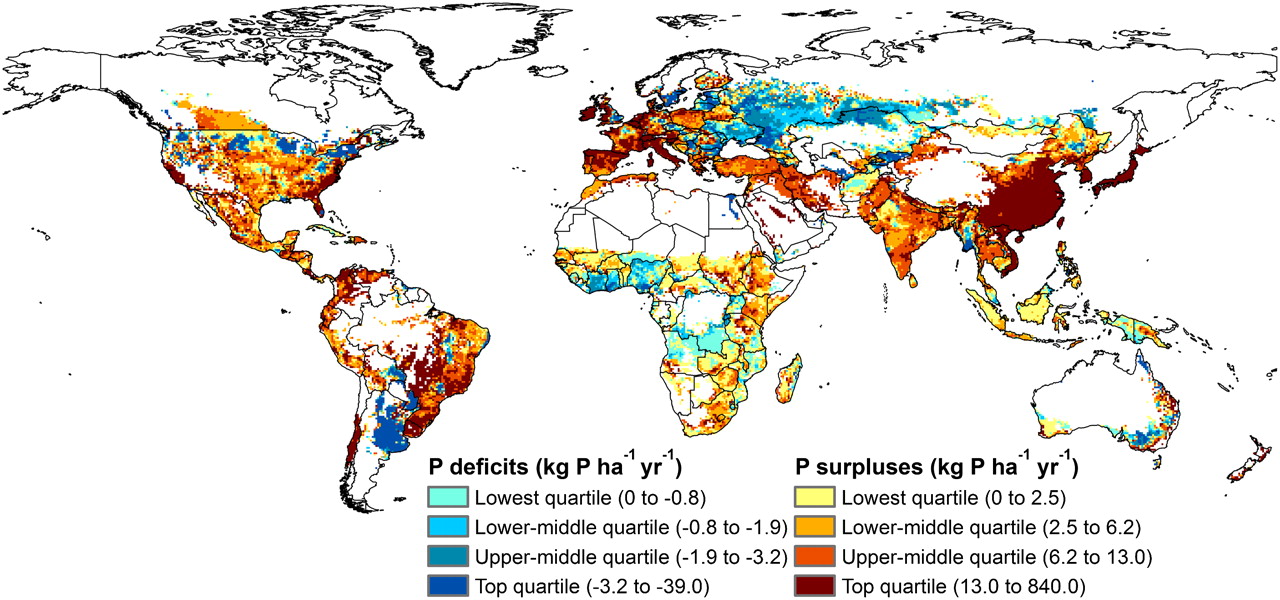 P deficits (kg P ha⁻¹ yr⁻¹)
Lowest quartile (0 to -0.8)
Lower-middle quartile (-0.8 to -1.9)
Upper-middle quartile (-1.9 to -3.2)
Top quartile (-3.2 to -39.0)
P surpluses (kg P ha⁻¹ yr⁻¹)
Lowest quartile (0 to 2.5)
Lower-middle quartile (2.5 to 6.2)
Upper-middle quartile (6.2 to 13.0)
Top quartile (13.0 to 840.0)